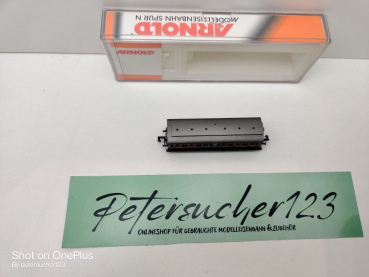 ARNOLD
MODELLEISENBAHN SPUR N
ARNOLD
Petersucher123
ONLINESHOP FÜR GEBRAUCHTE MODELLEISENBAHN & ZUBEHÖR
Shot on OnePlus
By petersucher123